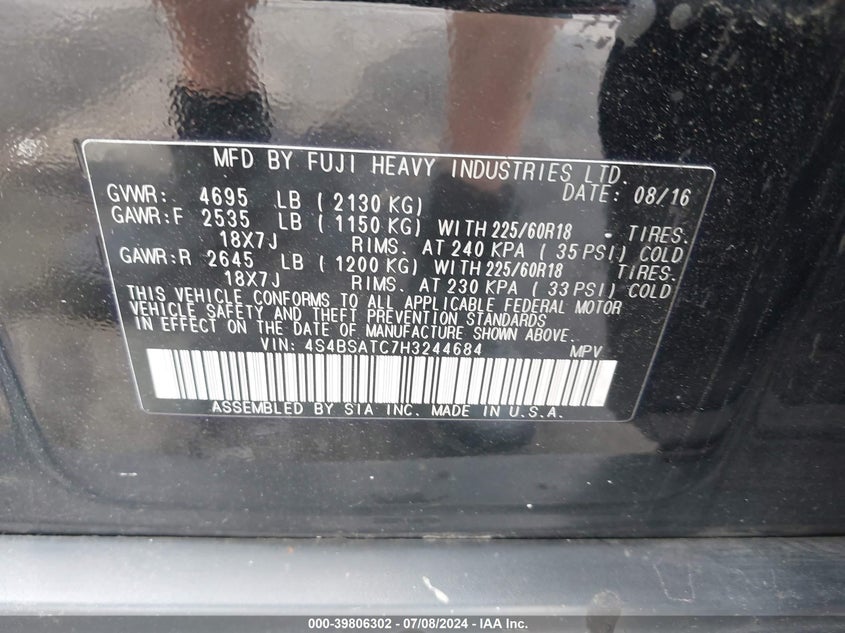 MFD BY FUJI HEAVY INDUSTRIES LTD.
DATE: 08/16
GVWR: 4695 LB ( 2130 KG)
GAWR:F 2535 LB ( 1150 KG) WITH 225/60R18 TIRES.
18X7J RIMS. AT 240 KPA ( 35 PSI) COLD
GAWR:R 2645 LB ( 1200 KG) WITH 225/60R18 TIRES.
18X7J RIMS. AT 230 KPA ( 33 PSI) COLD
THIS VEHICLE CONFORMS TO ALL APPLICABLE FEDERAL MOTOR
VEHICLE SAFETY AND THEFT PREVENTION STANDARDS
IN EFFECT ON THE DATE OF MANUFACTURE SHOWN ABOVE.
VIN: 4S4BSATC7H3244684 MPV
ASSEMBLED BY SIA INC. MADE IN U.S.A.
000-39806302 - 07/08/2024 - IAA Inc.